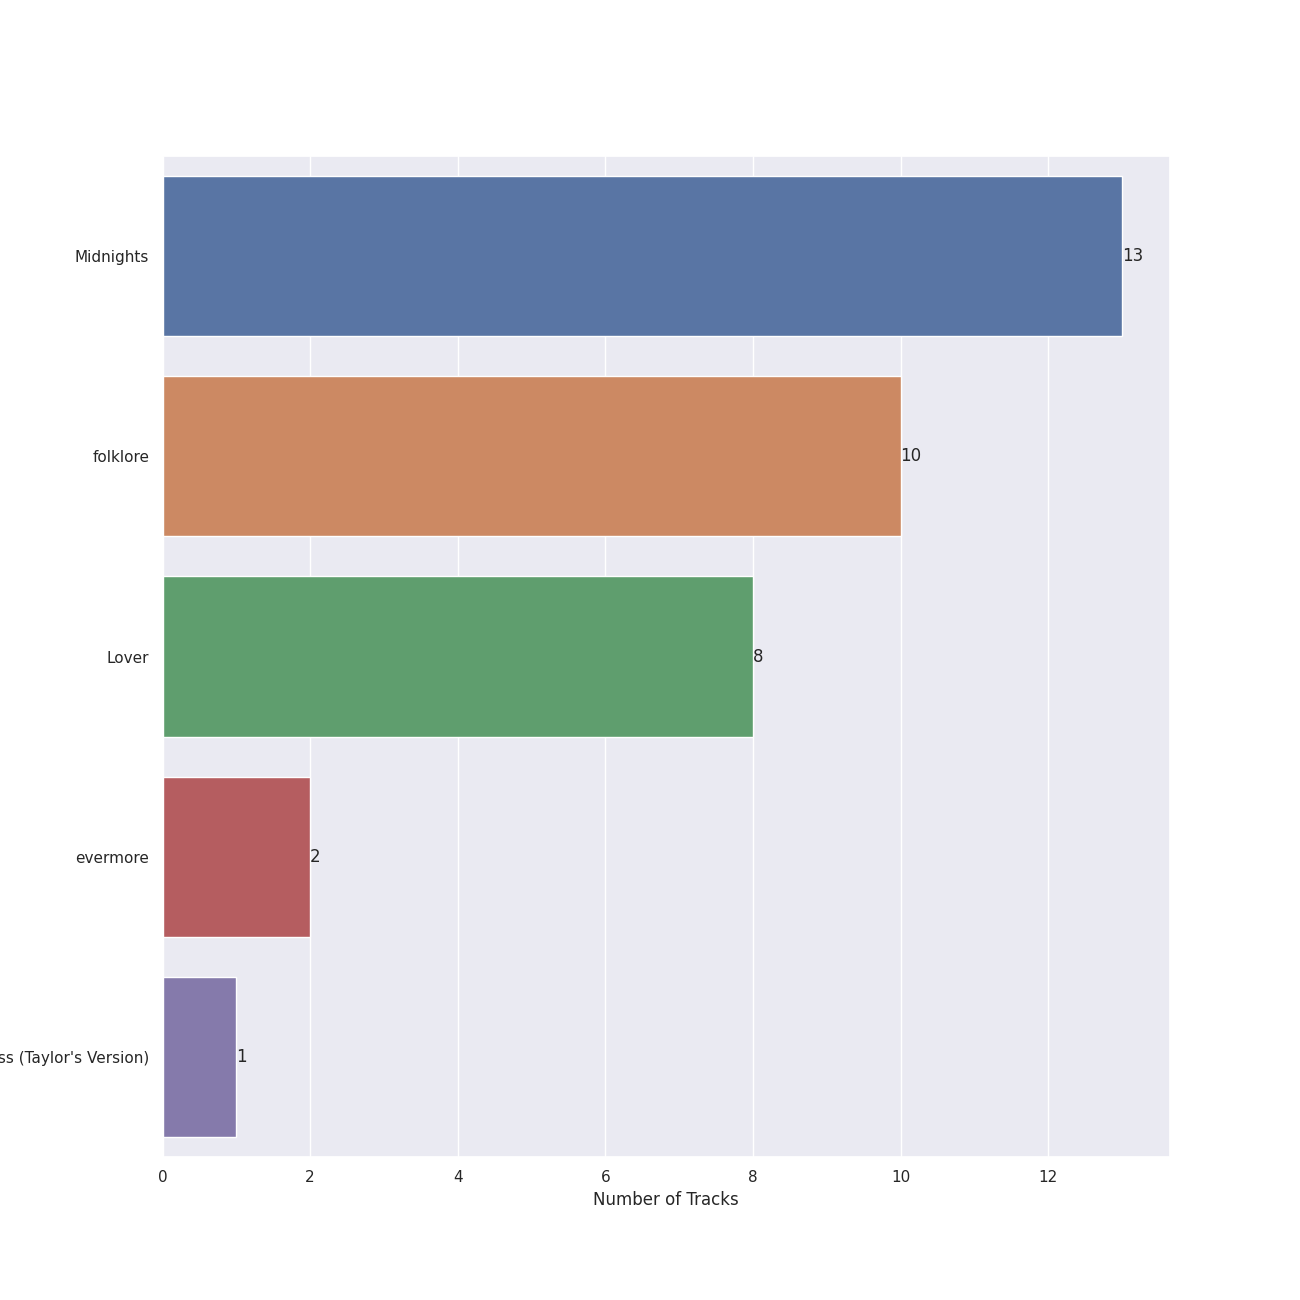 Midnights
13
folklore
10
Lover
8
evermore
2
(Taylor's Version)
1
0 2 4 6 8 10 12
Number of Tracks